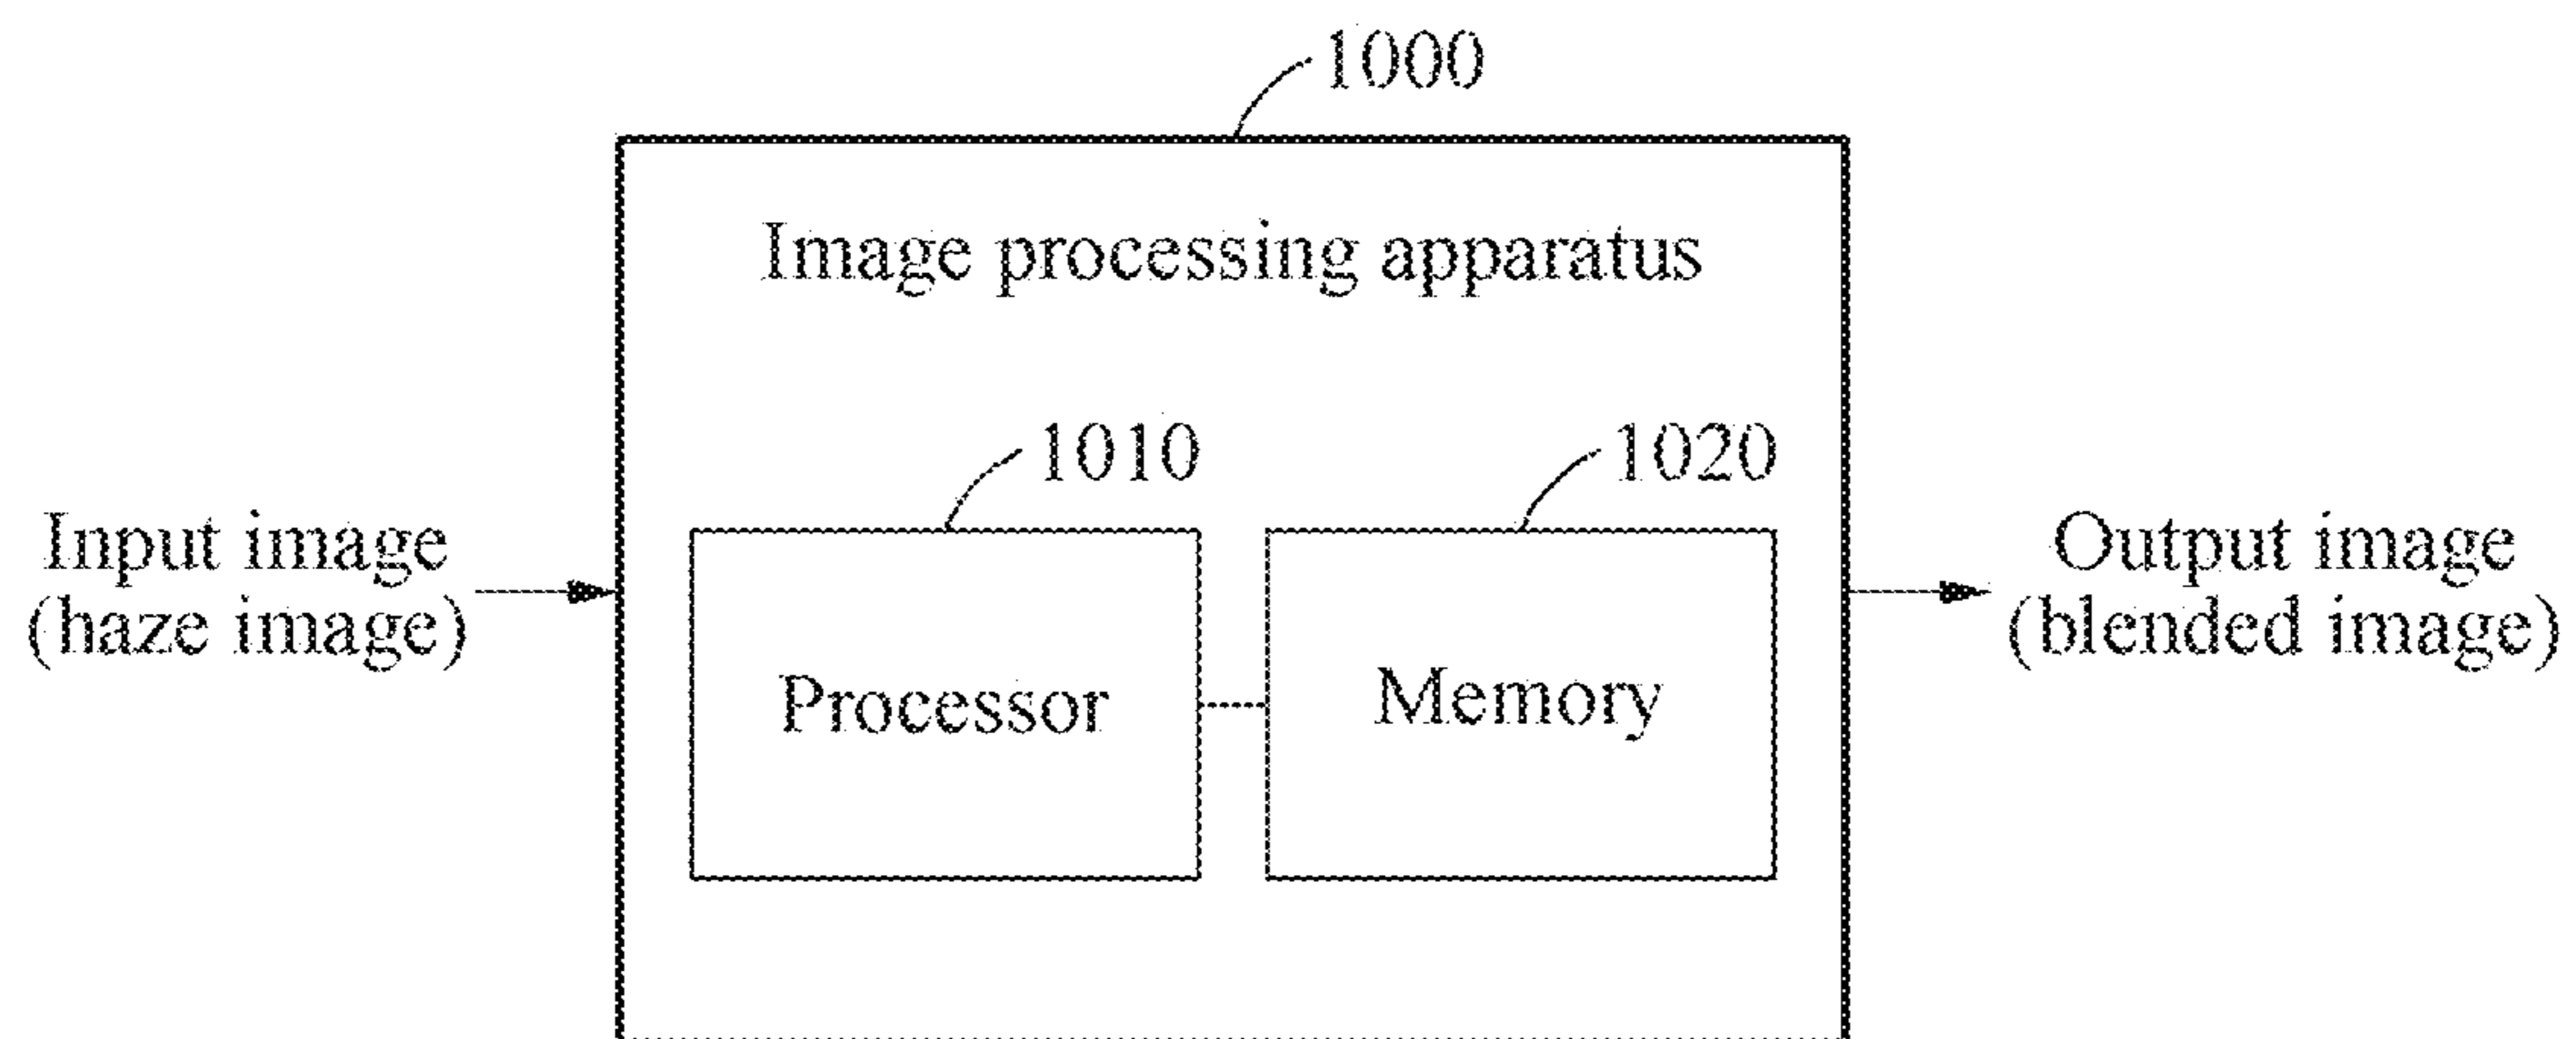 1000
Image processing apparatus
1010
1020
Input image
(haze image)
Processor
Memory
Output image
(blended image)